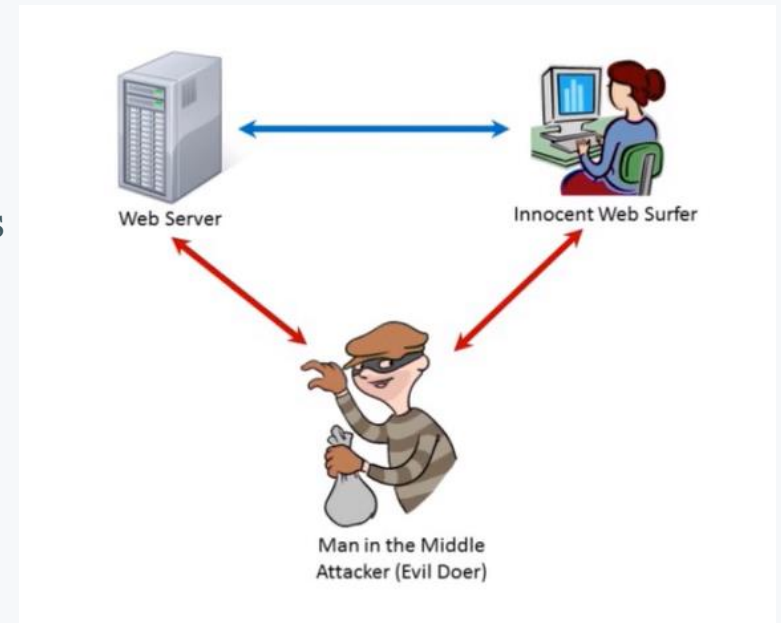 Web Server
Innocent Web Surfer
s
Man in the Middle
Attacker (Evil Doer)